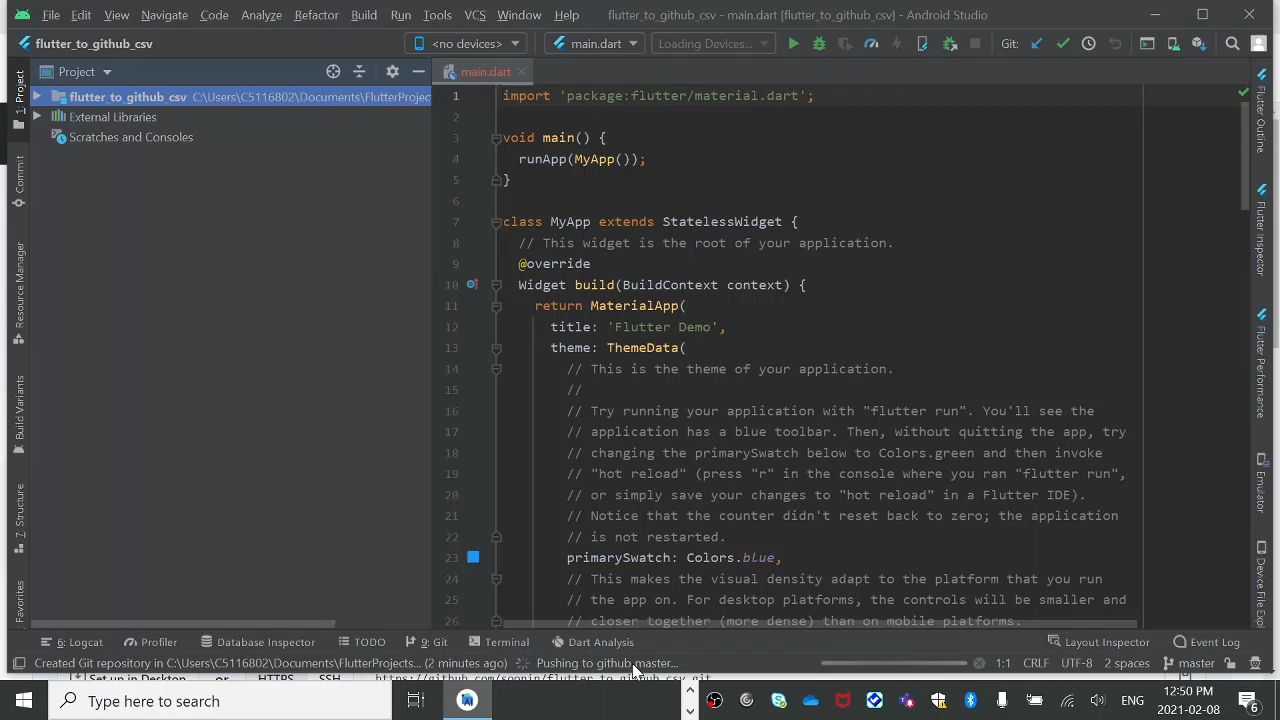 File Edit View Navigate Code Analyze Refactor Build Run Tools VCS Window Help flutter_to_github_csv - main.dart [flutter_to_github_csv] - Android Studio
flutter_to_github_csv <no devices> main.dart Loading Devices... Git:
Project main.dart
flutter_to_github_csv C:\Users\C5116802\Documents\FlutterProjec
External Libraries
Scratches and Consoles
1: Project
Commit
Resource Manager
Build Variants
7: Structure
Favorites
1 import 'package:flutter/material.dart';
2
3 void main() {
4 runApp(MyApp());
5 }
6
7 class MyApp extends StatelessWidget {
8 // This widget is the root of your application.
9 @override
10 Widget build(BuildContext context) {
11 return MaterialApp(
12 title: 'Flutter Demo',
13 theme: ThemeData(
14 // This is the theme of your application.
15 //
16 // Try running your application with "flutter run". You'll see the
17 // application has a blue toolbar. Then, without quitting the app, try
18 // changing the primarySwatch below to Colors.green and then invoke
19 // "hot reload" (press "r" in the console where you ran "flutter run",
20 // or simply save your changes to "hot reload" in a Flutter IDE).
21 // Notice that the counter didn't reset back to zero; the application
22 // is not restarted.
23 primarySwatch: Colors.blue,
24 // This makes the visual density adapt to the platform that you run
25 // the app on. For desktop platforms, the controls will be smaller and
26 // closer together (more dense) than on mobile platforms.
Flutter Outline
Flutter Inspector
Flutter Performance
Emulator
Device File Ex
6: Logcat Profiler Database Inspector TODO 9: Git Terminal Dart Analysis Layout Inspector Event Log
Created Git repository in C:\Users\C5116802\Documents\FlutterProjects... (2 minutes ago) Pushing to github:master... 1:1 CRLF UTF-8 2 spaces master
Set up in Desktop or HTTPS SSH
Type here to search ENG 12:50 PM
2021-02-08 6